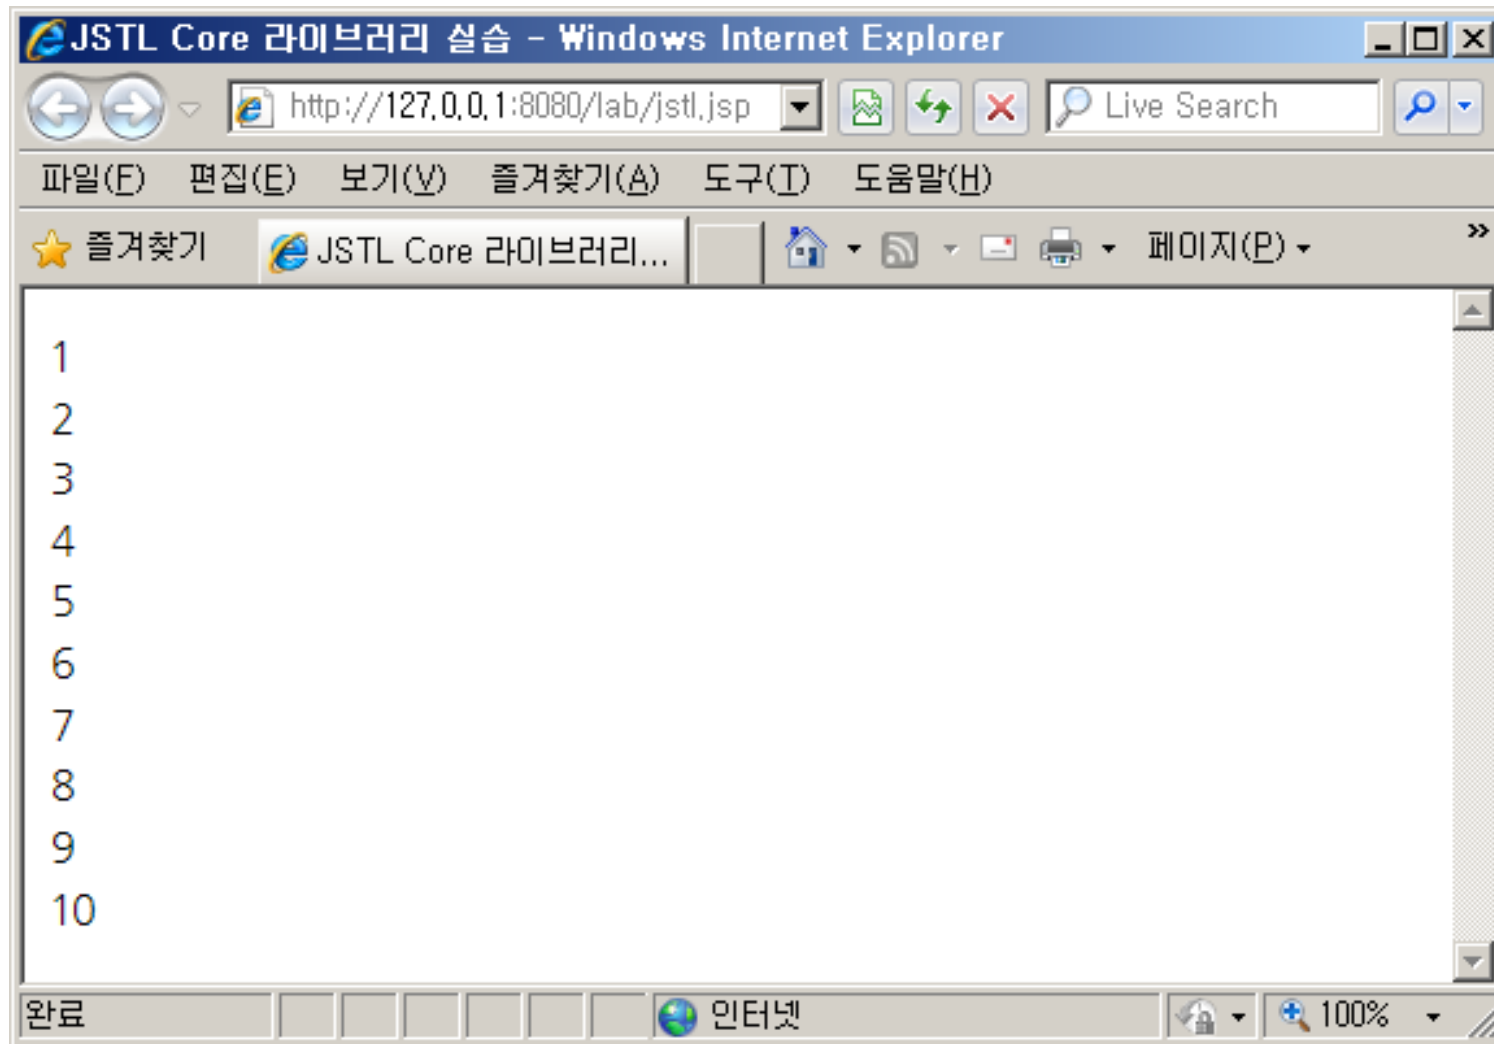 JSTL Core 라이브러리 실습 - Windows Internet Explorer
http://127.0.0.1:8080/lab/jstl.jsp Live Search
파일(F) 편집(E) 보기(V) 즐겨찾기(A) 도구(T) 도움말(H)
즐겨찾기 JSTL Core 라이브러리... 페이지(P) »
1
2
3
4
5
6
7
8
9
10
완료 인터넷 100%